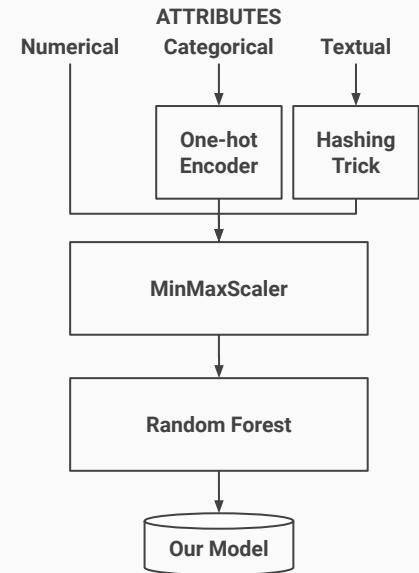 ATTRIBUTES
Numerical Categorical Textual
One-hot
Encoder
Hashing
Trick
MinMaxScaler
Random Forest
Our Model